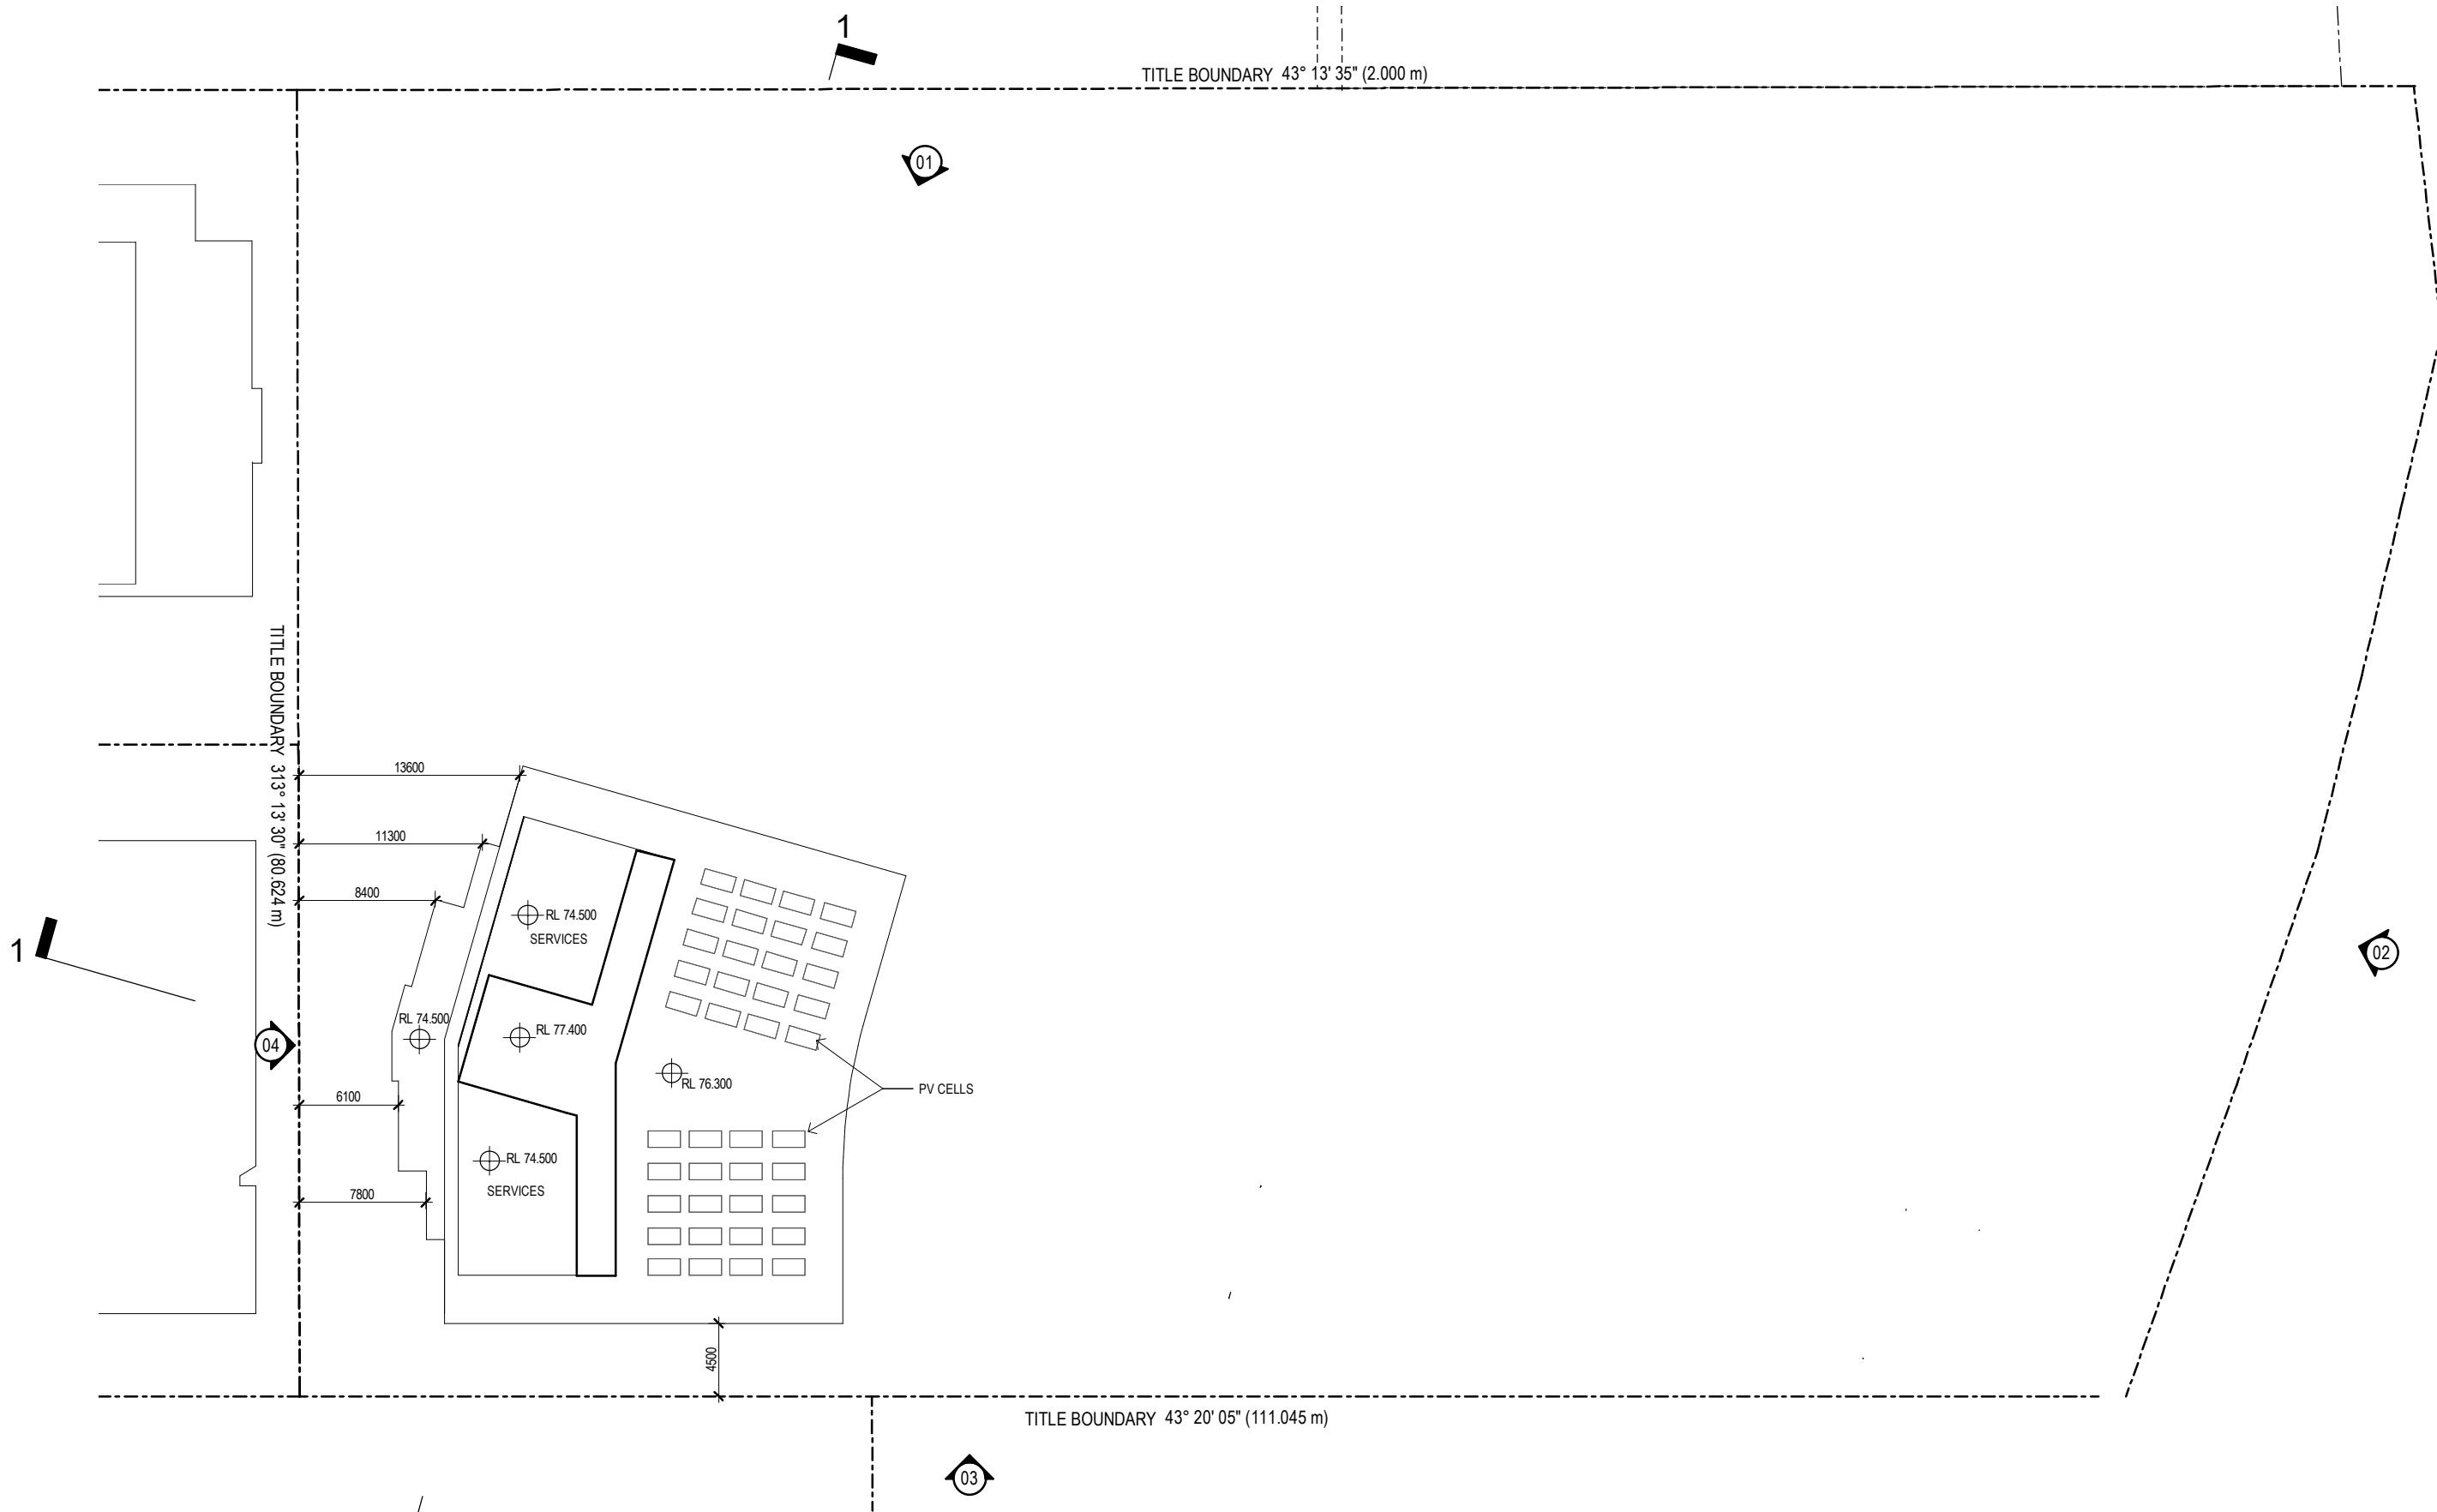 1
TITLE BOUNDARY 43° 13' 35" (2.000 m)
01
TITLE BOUNDARY 313° 13' 30" (80.624 m)
13600
11300
8400
RL 74.500
SERVICES
1
02
RL 74.500
RL 77.400
04
RL 76.300
PV CELLS
6100
RL 74.500
SERVICES
7800
4500
TITLE BOUNDARY 43° 20' 05" (111.045 m)
03